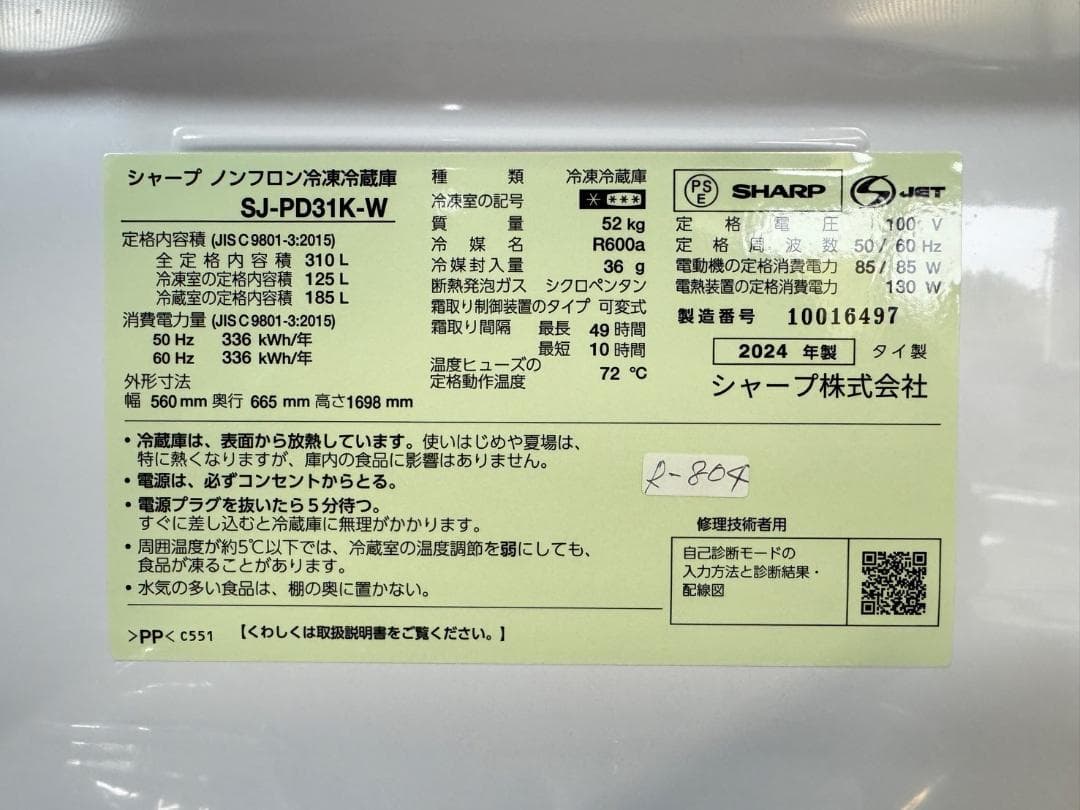 シャープ ノンフロン冷凍冷蔵庫
SJ-PD31K-W
定格内容積 (JIS C 9801-3:2015)
全定格内容積 310 L
冷凍室の定格内容積 125 L
冷蔵室の定格内容積 185 L
消費電力量 (JIS C 9801-3:2015)
50 Hz 336 kWh/年
60 Hz 336 kWh/年
外形寸法
幅 560 mm 奥行 665 mm 高さ1698 mm
種類 冷凍冷蔵庫
冷凍室の記号 * ***
質量 52 kg
冷媒名 R600a
冷媒封入量 36 g
断熱発泡ガス シクロペンタン
霜取り制御装置のタイプ 可変式
霜取り間隔 最長 49 時間
最短 10 時間
温度ヒューズの
定格動作温度 72 ℃
PS E SHARP JET
定格電圧 100 V
定格周波数 50/ 60 Hz
電動機の定格消費電力 85/ 85 W
電熱装置の定格消費電力 130 W
製造番号 10016497
2024 年製 タイ製
シャープ株式会社
・冷蔵庫は、表面から放熱しています。使いはじめや夏場は、
特に熱くなりますが、庫内の食品に影響はありません。
・電源は、必ずコンセントからとる。
・電源プラグを抜いたら5分待つ。
すぐに差し込むと冷蔵庫に無理がかかります。
・周囲温度が約5℃以下では、冷蔵室の温度調節を弱にしても、
食品が凍ることがあります。
・水気の多い食品は、棚の奥に置かない。
>PP< C551 【くわしくは取扱説明書をご覧ください。】
R-804
修理技術者用
自己診断モードの
入力方法と診断結果・
配線図